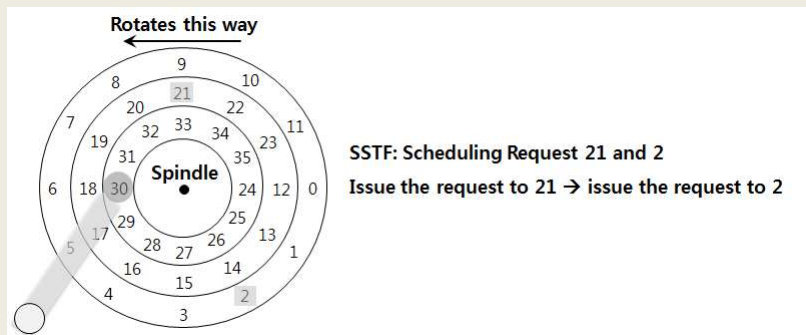 Rotates this way
9
8 10
21
20 22
7 33 11
32 34
19 23
31 35
Spindle
6 18 30 24 12 0
29 25
17 28 26 13
5 27 1
16 14
15
4 2
3
SSTF: Scheduling Request 21 and 2
Issue the request to 21 → issue the request to 2